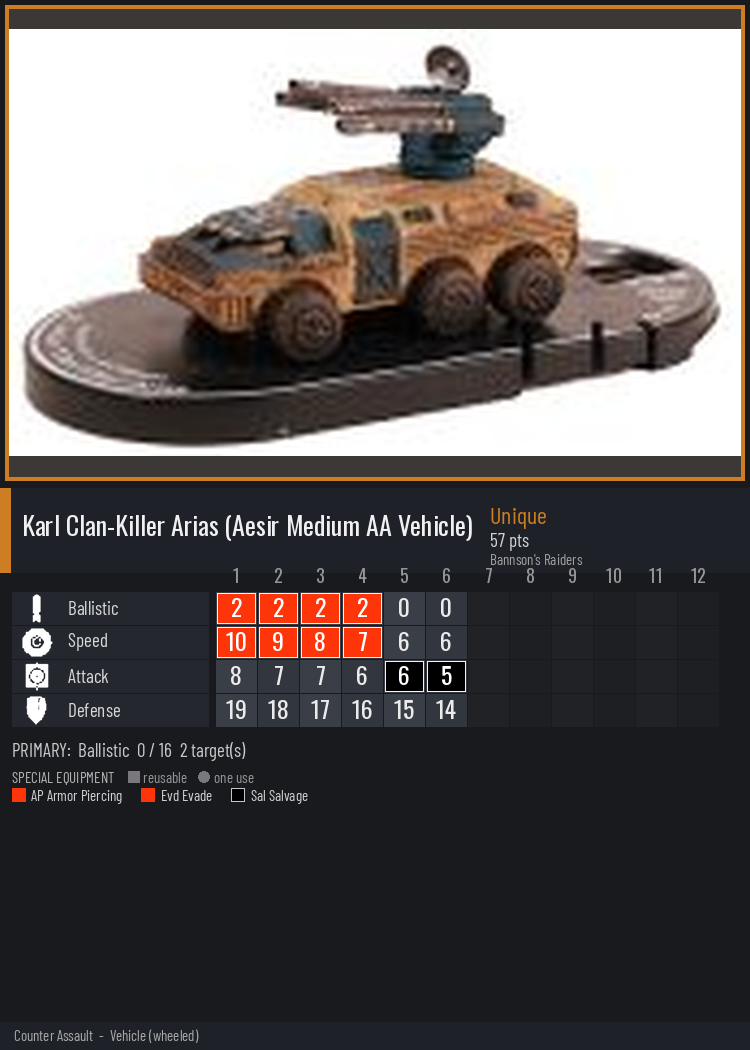 Karl Clan-Killer Arias (Aesir Medium AA Vehicle)
Unique
57 pts
Bannson's Raiders
1 2 3 4 5 6 7 8 9 10 11 12
Ballistic 2 2 2 2 0 0
Speed 10 9 8 7 6 6
Attack 8 7 7 6 6 5
Defense 19 18 17 16 15 14
PRIMARY: Ballistic 0 / 16 2 target(s)
SPECIAL EQUIPMENT reusable one use
AP Armor Piercing Evd Evade Sal Salvage
Counter Assault - Vehicle (wheeled)